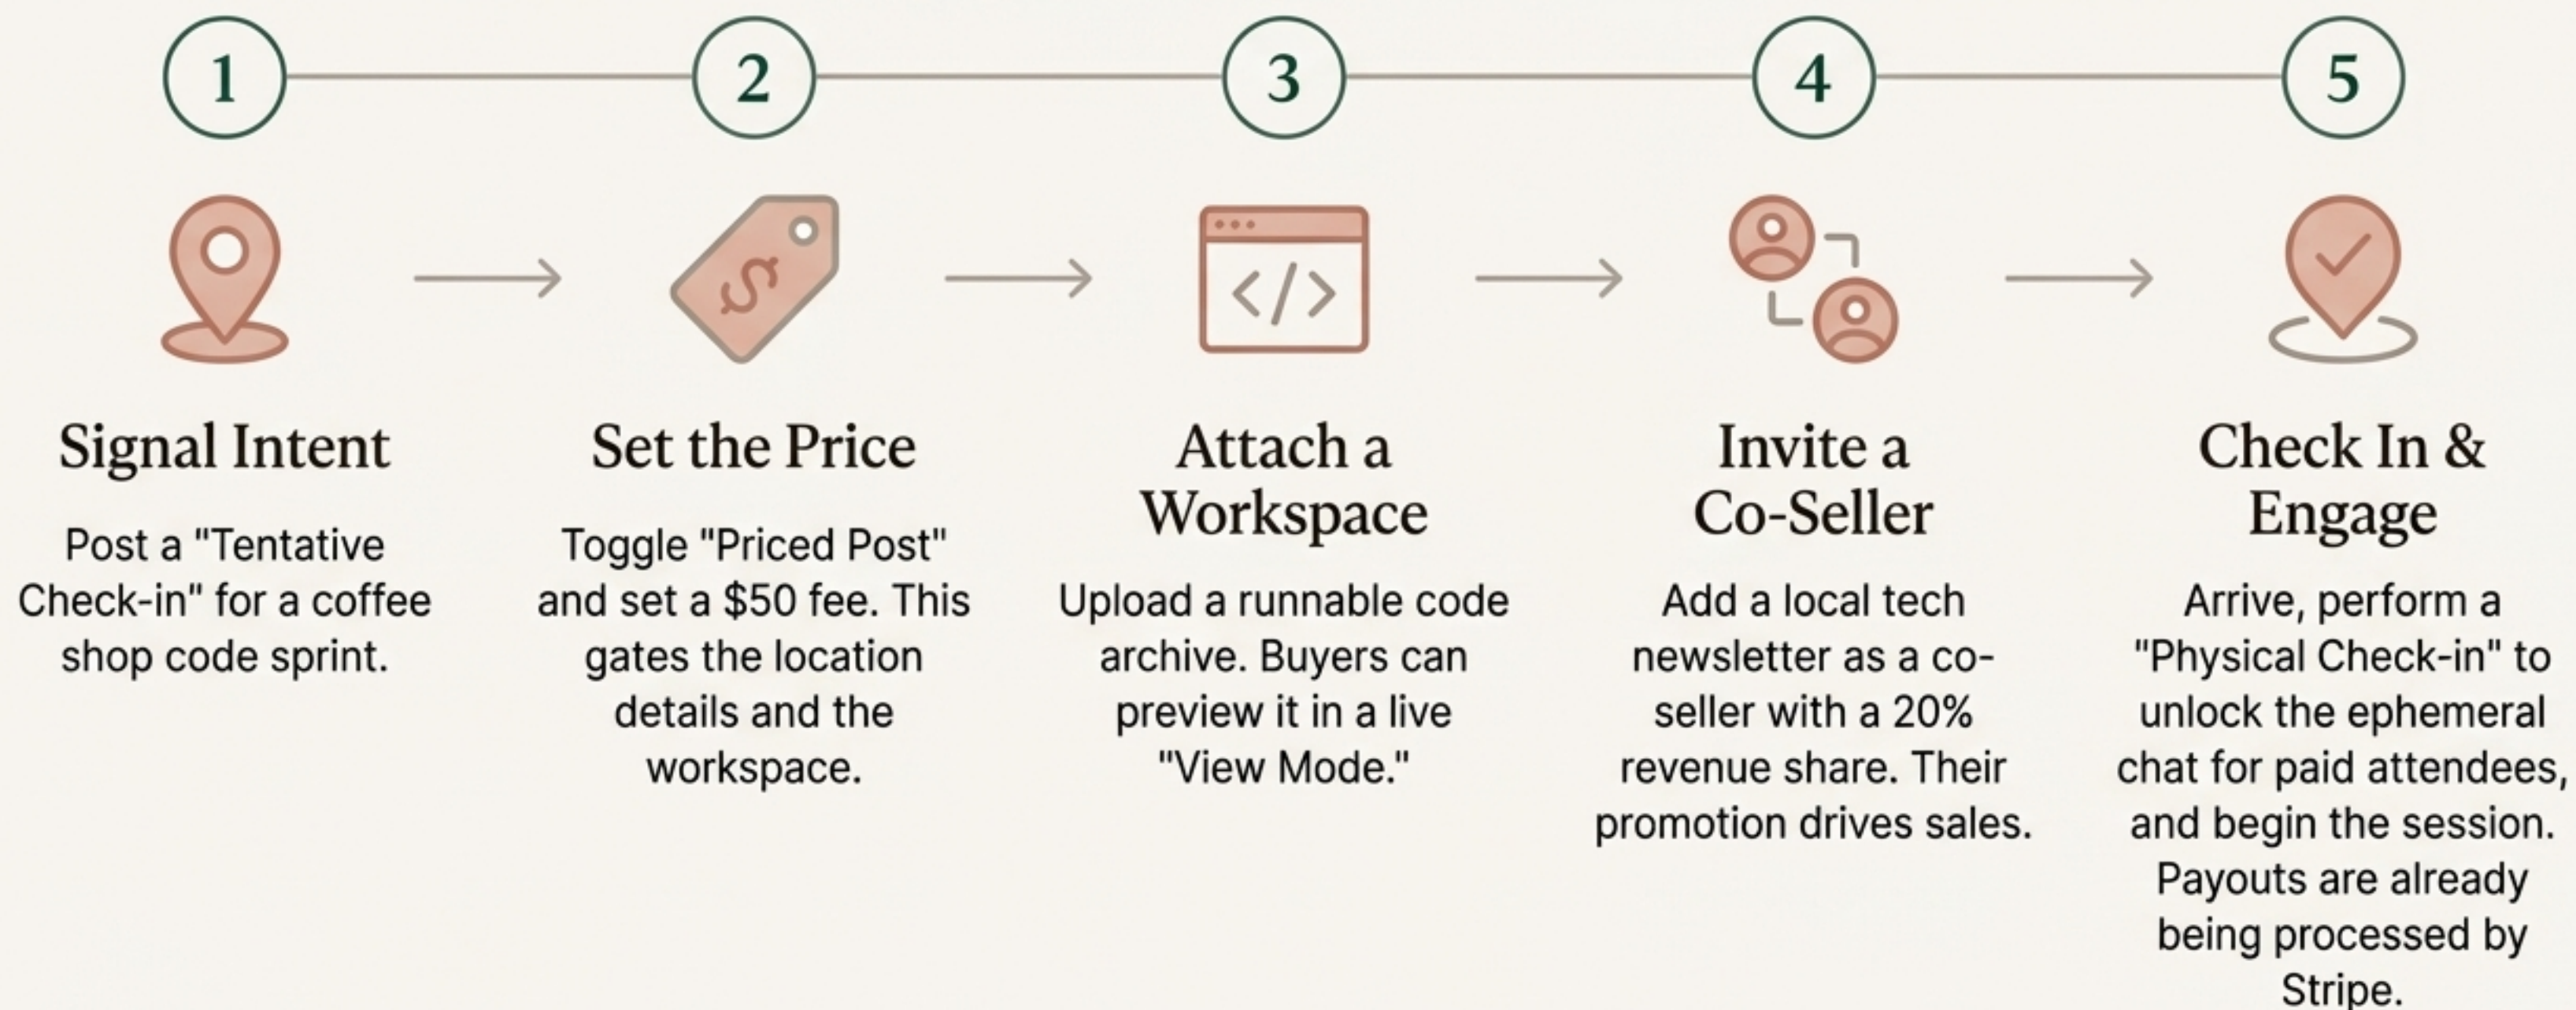 1
2
3
4
5
$
</>
Signal Intent
Post a "Tentative
Check-in" for a coffee
shop code sprint.
Set the Price
Toggle "Priced Post"
and set a $50 fee. This
gates the location
details and the
workspace.
Attach a
Workspace
Upload a runnable code
archive. Buyers can
preview it in a live
"View Mode."
Invite a
Co-Seller
Add a local tech
newsletter as a co-
seller with a 20%
revenue share. Their
promotion drives sales.
Check In &
Engage
Arrive, perform a
"Physical Check-in" to
unlock the ephemeral
chat for paid attendees,
and begin the session.
Payouts are already
being processed by
Stripe.